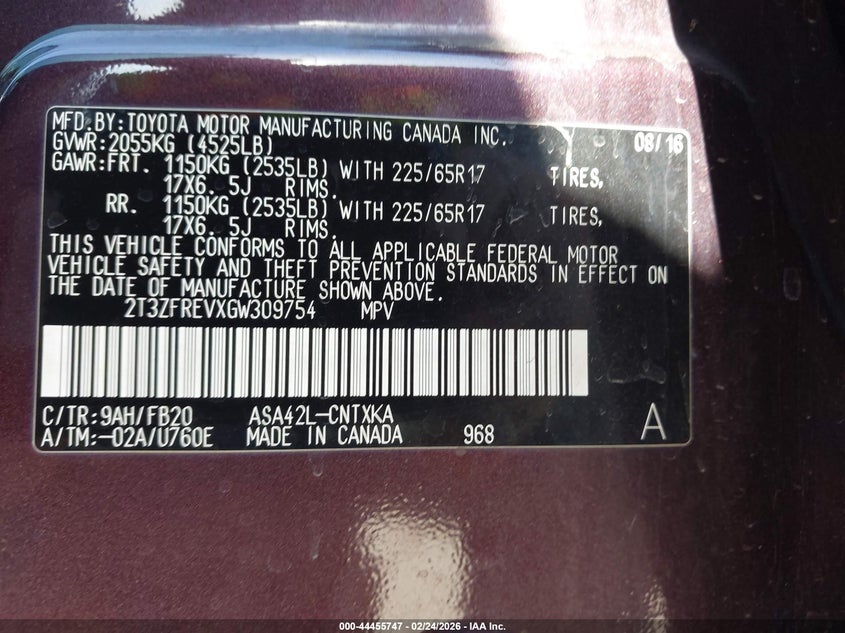 MFD.BY:TOYOTA MOTOR MANUFACTURING CANADA INC. 08/16
GVWR:2055KG (4525LB)
GAWR:FRT. 1150KG (2535LB) WITH 225/65R17 TIRES,
17X6. 5J RIMS.
RR. 1150KG (2535LB) WITH 225/65R17 TIRES,
17X6. 5J RIMS.
THIS VEHICLE CONFORMS TO ALL APPLICABLE FEDERAL MOTOR
VEHICLE SAFETY AND THEFT PREVENTION STANDARDS IN EFFECT ON
THE DATE OF MANUFACTURE SHOWN ABOVE.
2T3ZFREVXGW309754 MPV
C/TR:9AH/FB20 ASA42L-CNTXKA
A/TM:-02A/U760E MADE IN CANADA 968 A
000-44455747 - 02/24/2026 - IAA Inc.